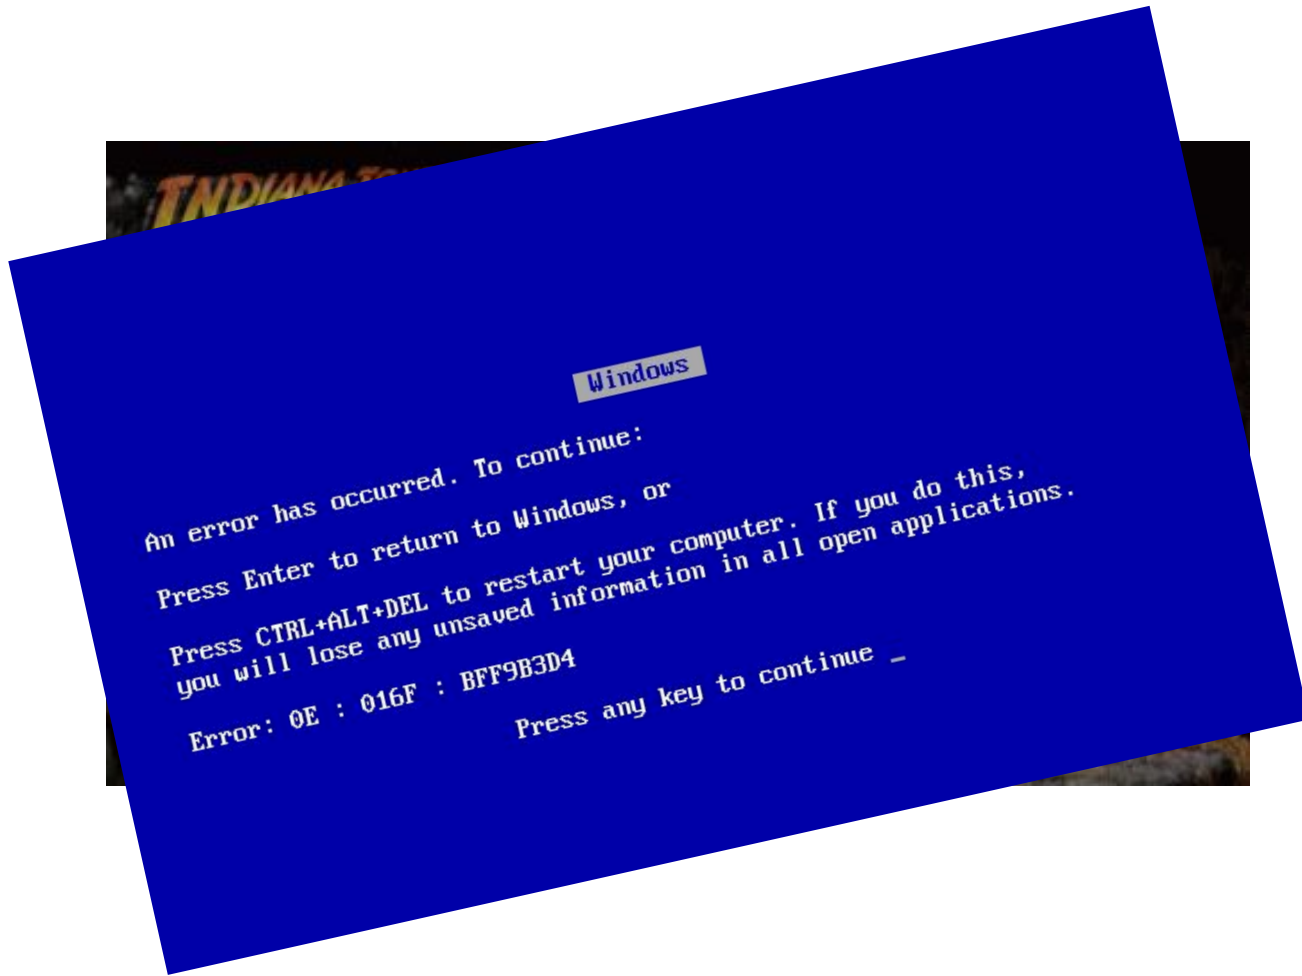 INDIANA JON
Windows
An error has occurred. To continue:
Press Enter to return to Windows, or
Press CTRL+ALT+DEL to restart your computer. If you do this,
you will lose any unsaved information in all open applications.
Error: 0E : 016F : BFF9B3D4
Press any key to continue _